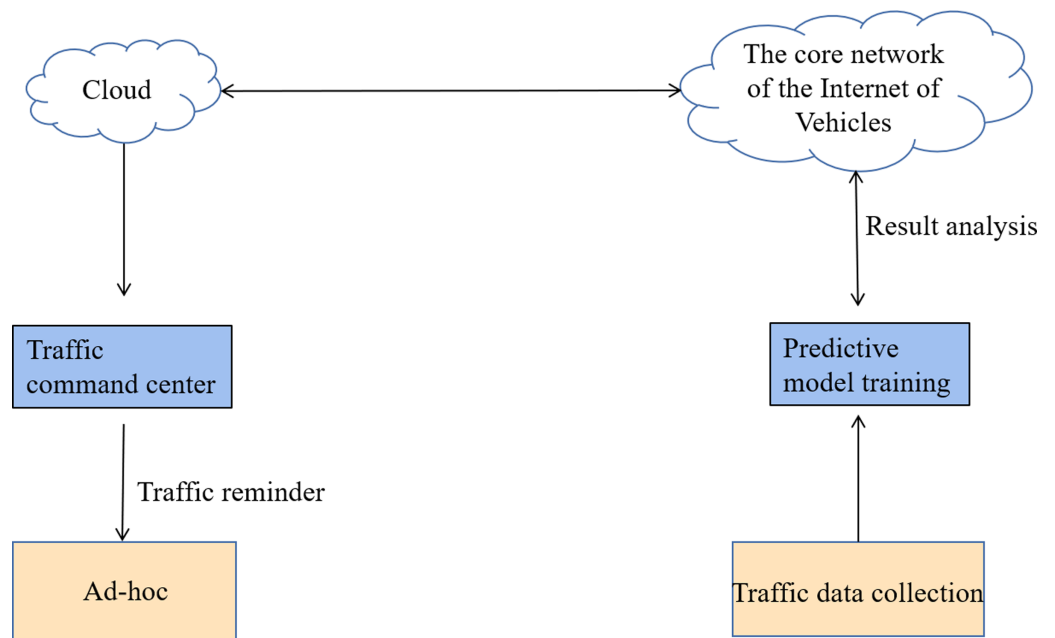 Cloud
The core network
of the Internet of
Vehicles
Result analysis
Traffic
command center
Predictive
model training
Traffic reminder
Ad-hoc
Traffic data collection